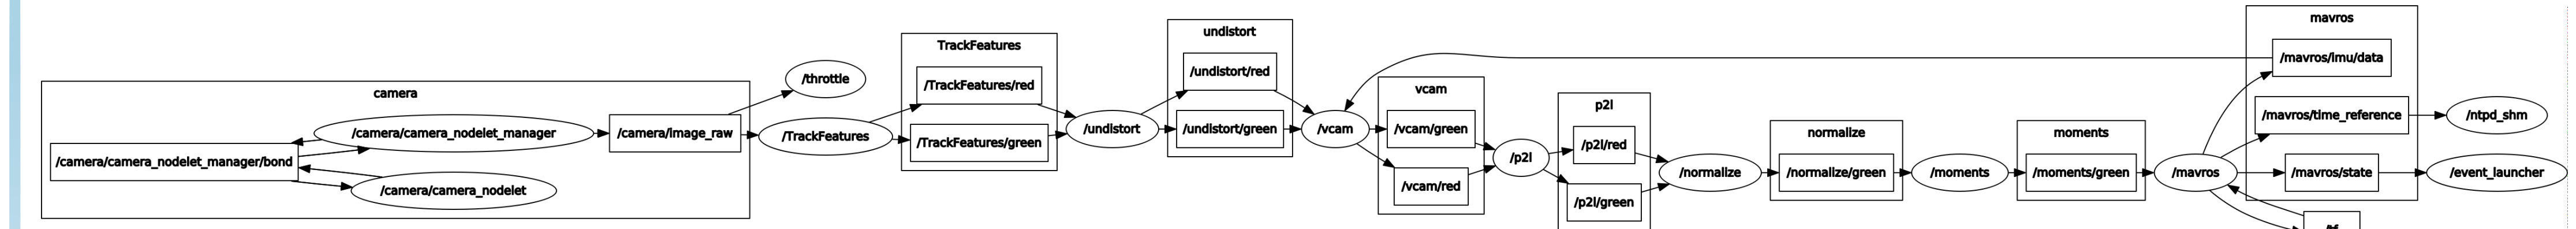 camera
/camera/camera_nodelet_manager
/camera/camera_nodelet_manager/bond
/camera/camera_nodelet
/camera/image_raw
/throttle
/TrackFeatures
TrackFeatures
/TrackFeatures/red
/TrackFeatures/green
/undistort
undistort
/undistort/red
/undistort/green
/vcam
vcam
/vcam/green
/vcam/red
/p2l
p2l
/p2l/red
/p2l/green
/normalize
normalize
/normalize/green
/moments
moments
/moments/green
/mavros
mavros
/mavros/imu/data
/mavros/time_reference
/mavros/state
/ntpd_shm
/event_launcher